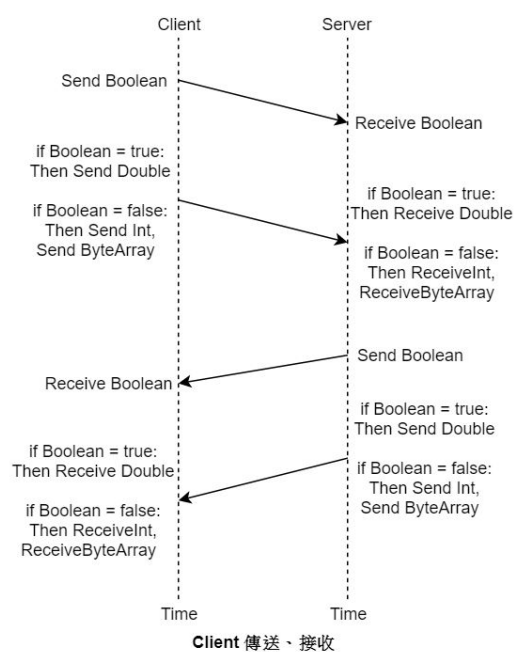 Client
Server
Send Boolean
Receive Boolean
if Boolean = true:
Then Send Double
if Boolean = true:
Then Receive Double
if Boolean = false:
Then Send Int,
Send ByteArray
if Boolean = false:
Then ReceiveInt,
ReceiveByteArray
Send Boolean
Receive Boolean
if Boolean = true:
Then Send Double
if Boolean = true:
Then Receive Double
if Boolean = false:
Then Send Int,
Send ByteArray
if Boolean = false:
Then ReceiveInt,
ReceiveByteArray
Time
Time
Client 傳送、接收